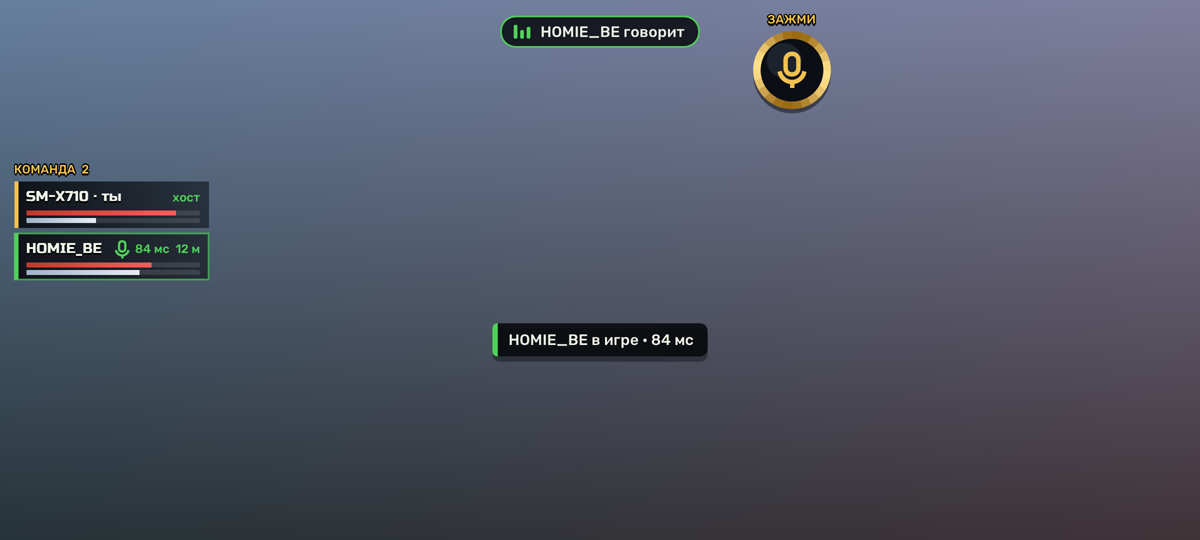 HOMIE_BE говорит
ЗАЖМИ
КОМАНДА 2
SM-X710 · ты хост
HOMIE_BE 84 мс 12 м
HOMIE_BE в игре • 84 мс